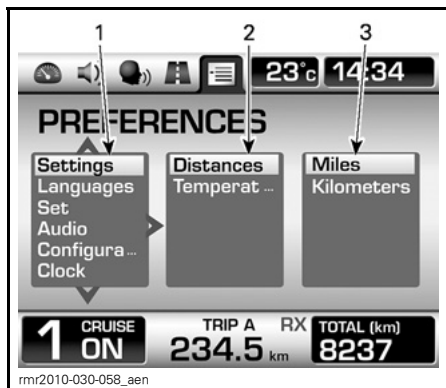 1 2 3
23°c 14:34
PREFERENCES
Settings
Languages
Set
Audio
Configura ...
Clock
Distances
Temperat ...
Miles
Kilometers
1 CRUISE ON
TRIP A RX
234.5 km
TOTAL (km)
8237
rmr2010-030-058_aen